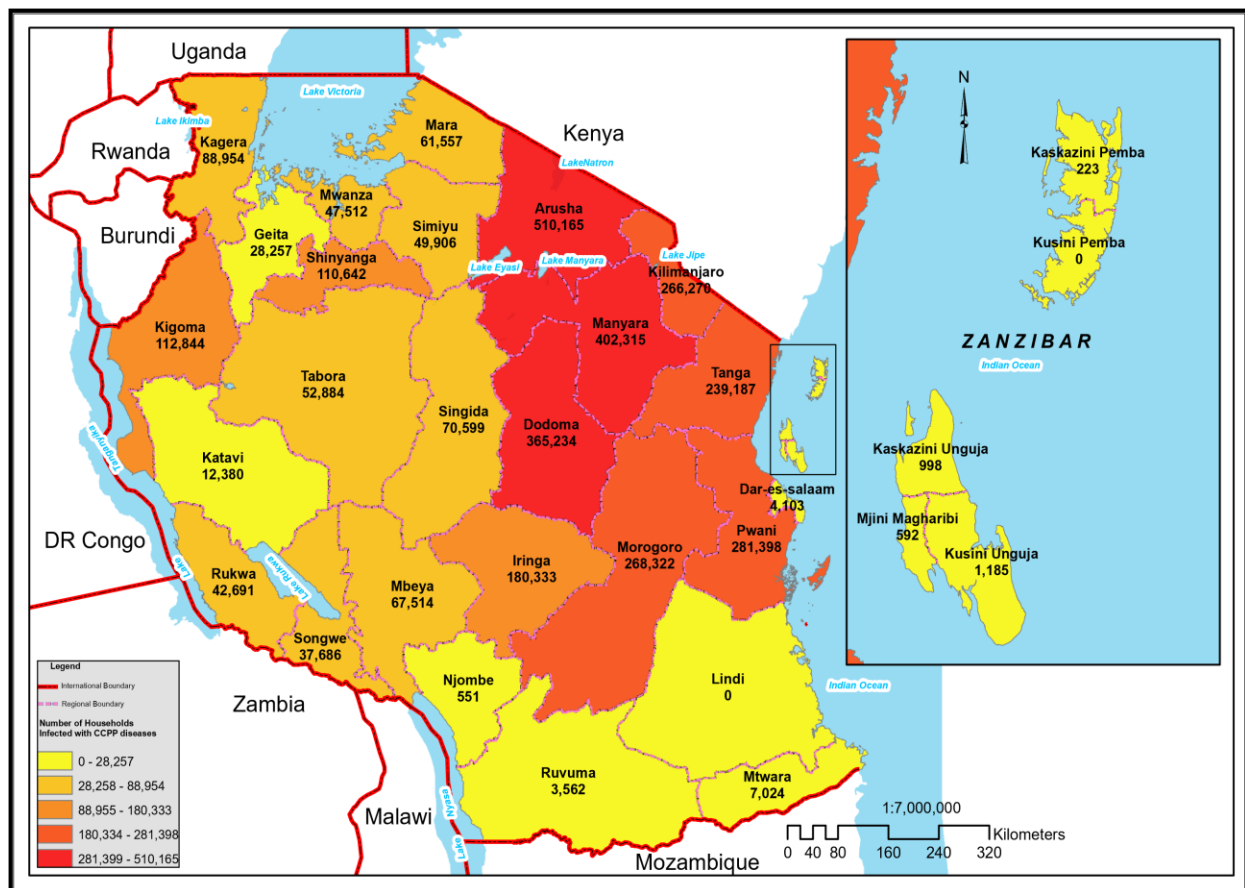 Uganda
Lake Victoria
Lake Ikimba
Kagera
88,954
Mara
61,557
Kenya
Rwanda
LakeNatron
Mwanza
47,512
Arusha
510,165
Burundi
Geita
28,257
Simiyu
49,906
Shinyanga
110,642
Lake Eyasi
Lake Manyara
Lake Jipe
Kilimanjaro
266,270
Kigoma
112,844
Manyara
402,315
Tabora
52,884
Tanga
239,187
Singida
70,599
Dodoma
365,234
Katavi
12,380
Tanganyika
Lake
Dar-es-salaam
4,103
Pwani
281,398
DR Congo
Morogoro
268,322
Iringa
180,333
Rukwa
42,691
Lake Rukwa
Mbeya
67,514
Songwe
37,686
Zambia
Njombe
551
Lindi
0
Indian Ocean
Ruvuma
3,562
Mtwara
7,024
Malawi
Nyasa
Lake
Mozambique
N
Kaskazini Pemba
223
Kusini Pemba
0
ZANZIBAR
Indian Ocean
Kaskazini Unguja
998
Mjini Magharibi
592
Kusini Unguja
1,185
Legend
International Boundary
Regional Boundary
Number of Households
Infected with CCPP diseases
0 - 28,257
28,258 - 88,954
88,955 - 180,333
180,334 - 281,398
281,399 - 510,165
1:7,000,000
Kilometers
0 40 80 160 240 320